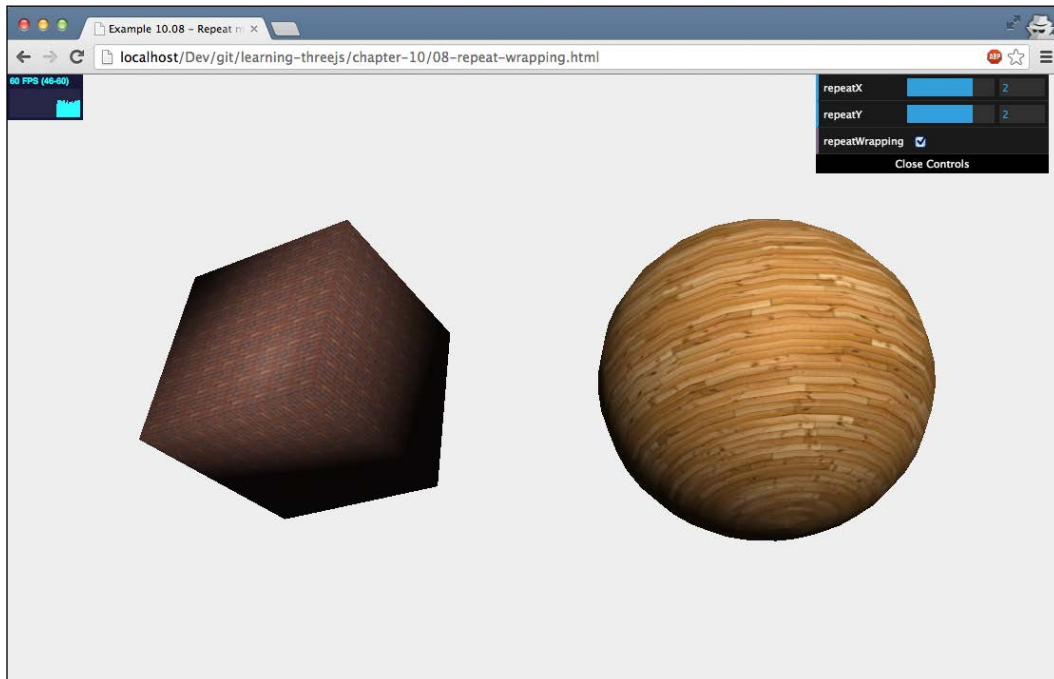 Example 10.08 - Repeat m
localhost/Dev/git/learning-threejs/chapter-10/08-repeat-wrapping.html
ABP
60 FPS (46-60)
repeatX 2
repeatY 2
repeatWrapping
Close Controls